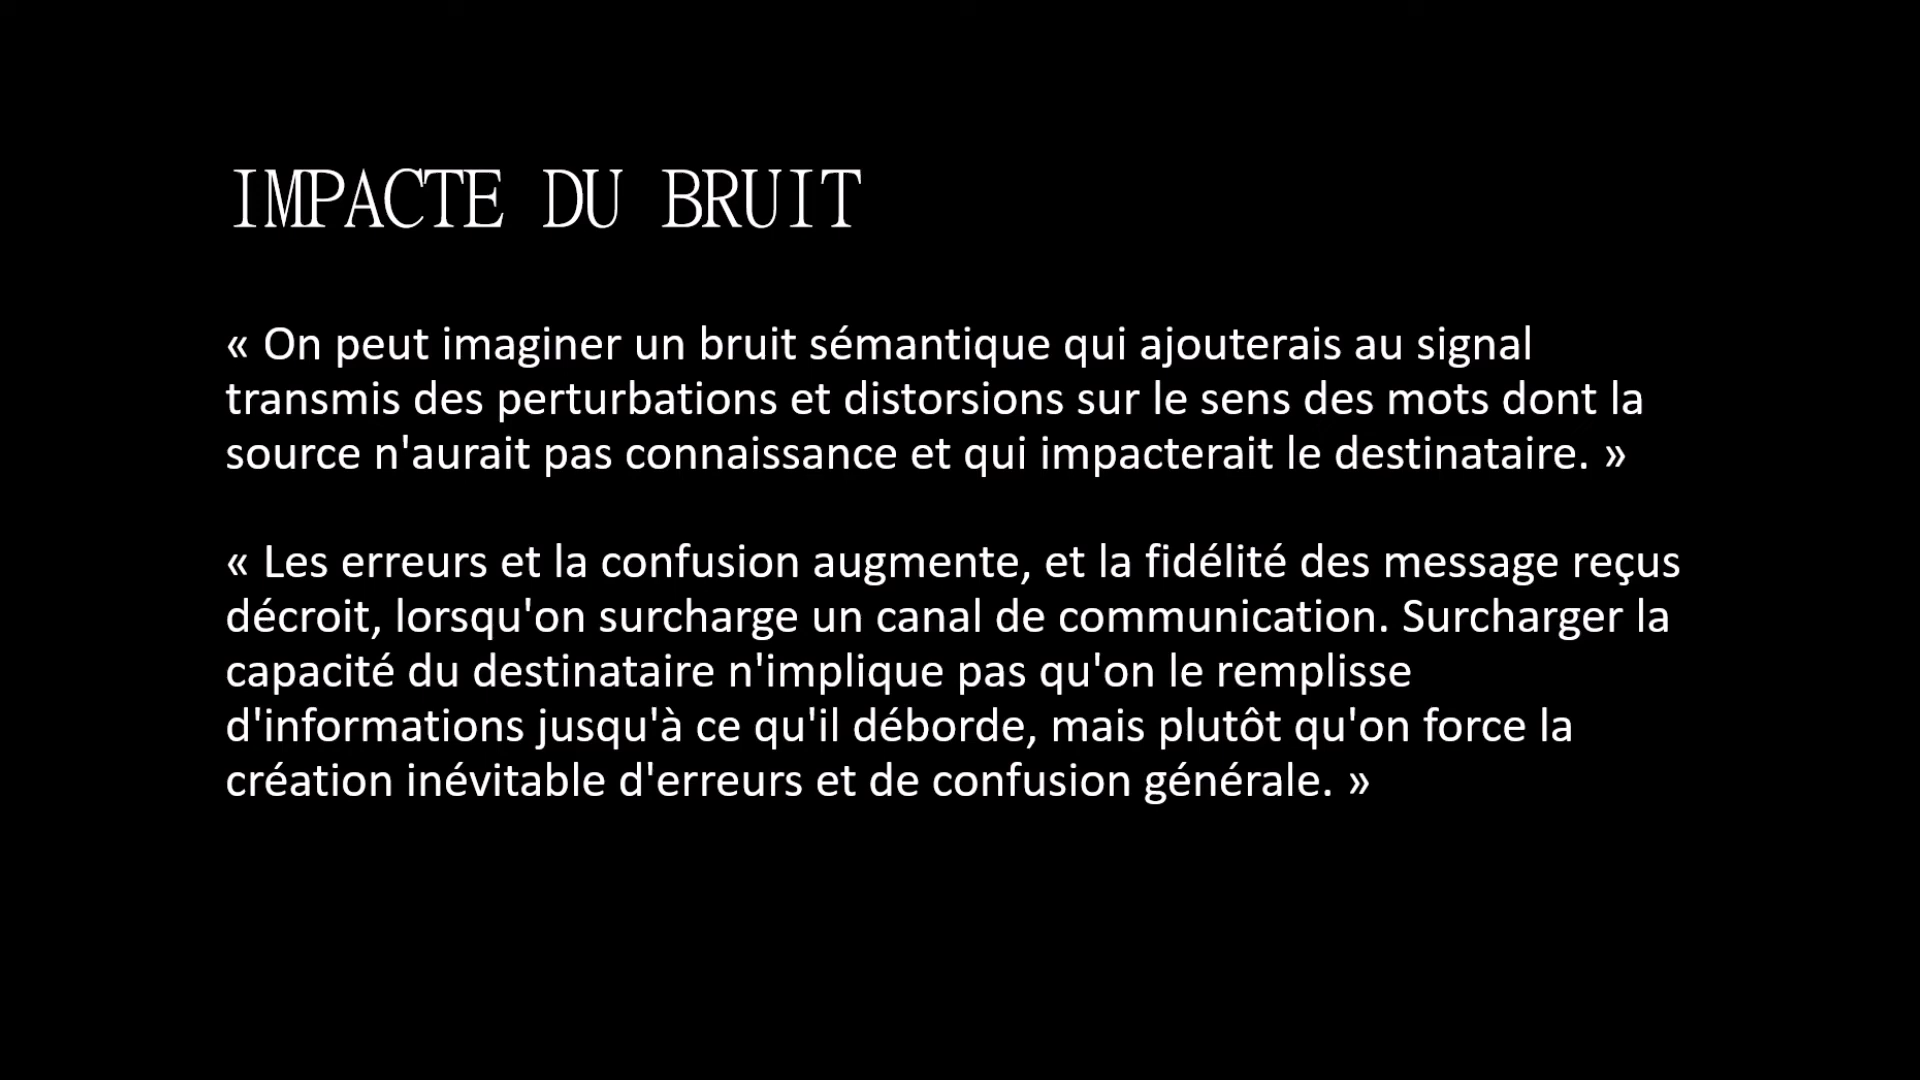 IMPACTE DU BRUIT
« On peut imaginer un bruit sémantique qui ajouterais au signal
transmis des perturbations et distorsions sur le sens des mots dont la
source n'aurait pas connaissance et qui impacterait le destinataire. »
« Les erreurs et la confusion augmente, et la fidélité des message reçus
décroit, lorsqu'on surcharge un canal de communication. Surcharger la
capacité du destinataire n'implique pas qu'on le remplisse
d'informations jusqu'à ce qu'il déborde, mais plutôt qu'on force la
création inévitable d'erreurs et de confusion générale. »